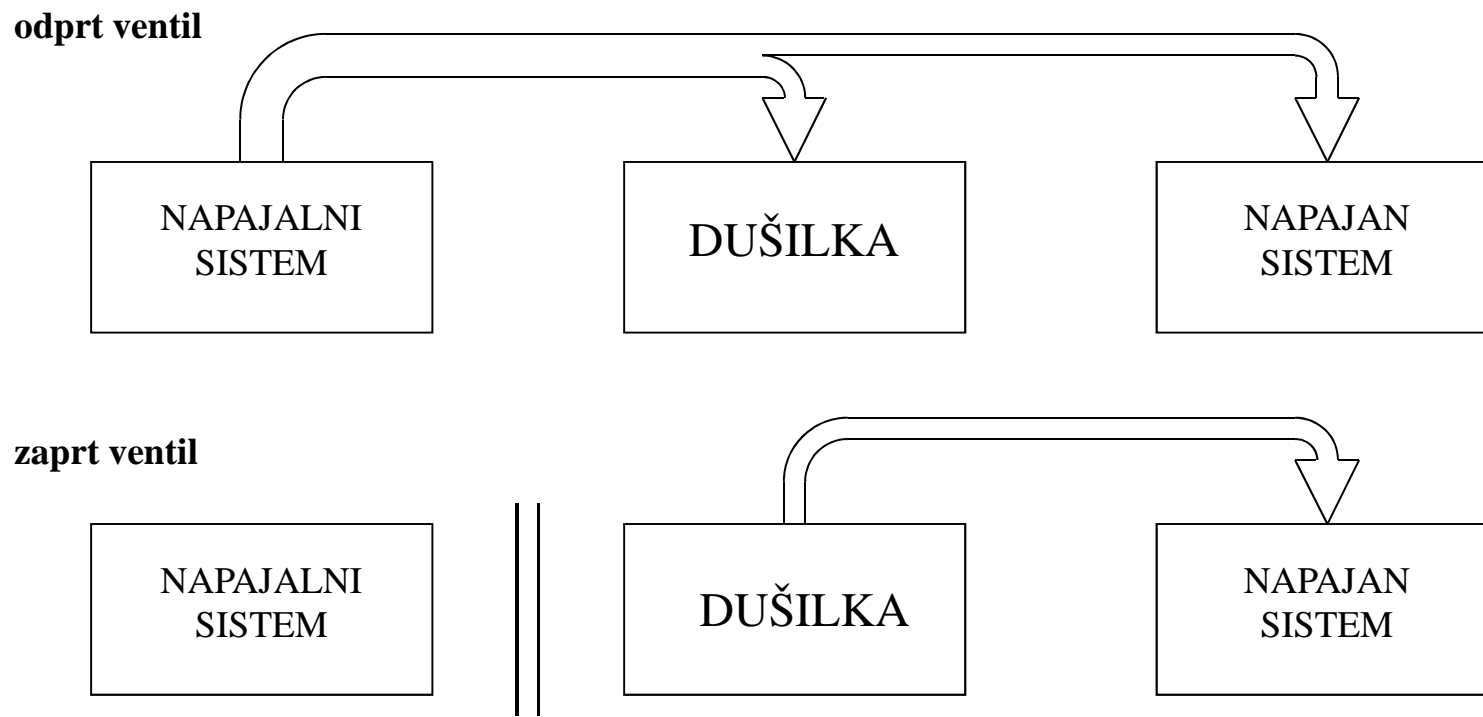 odprt ventil
NAPAJALNI
SISTEM
DUŠILKA
NAPAJAN
SISTEM
zaprt ventil
NAPAJALNI
SISTEM
DUŠILKA
NAPAJAN
SISTEM